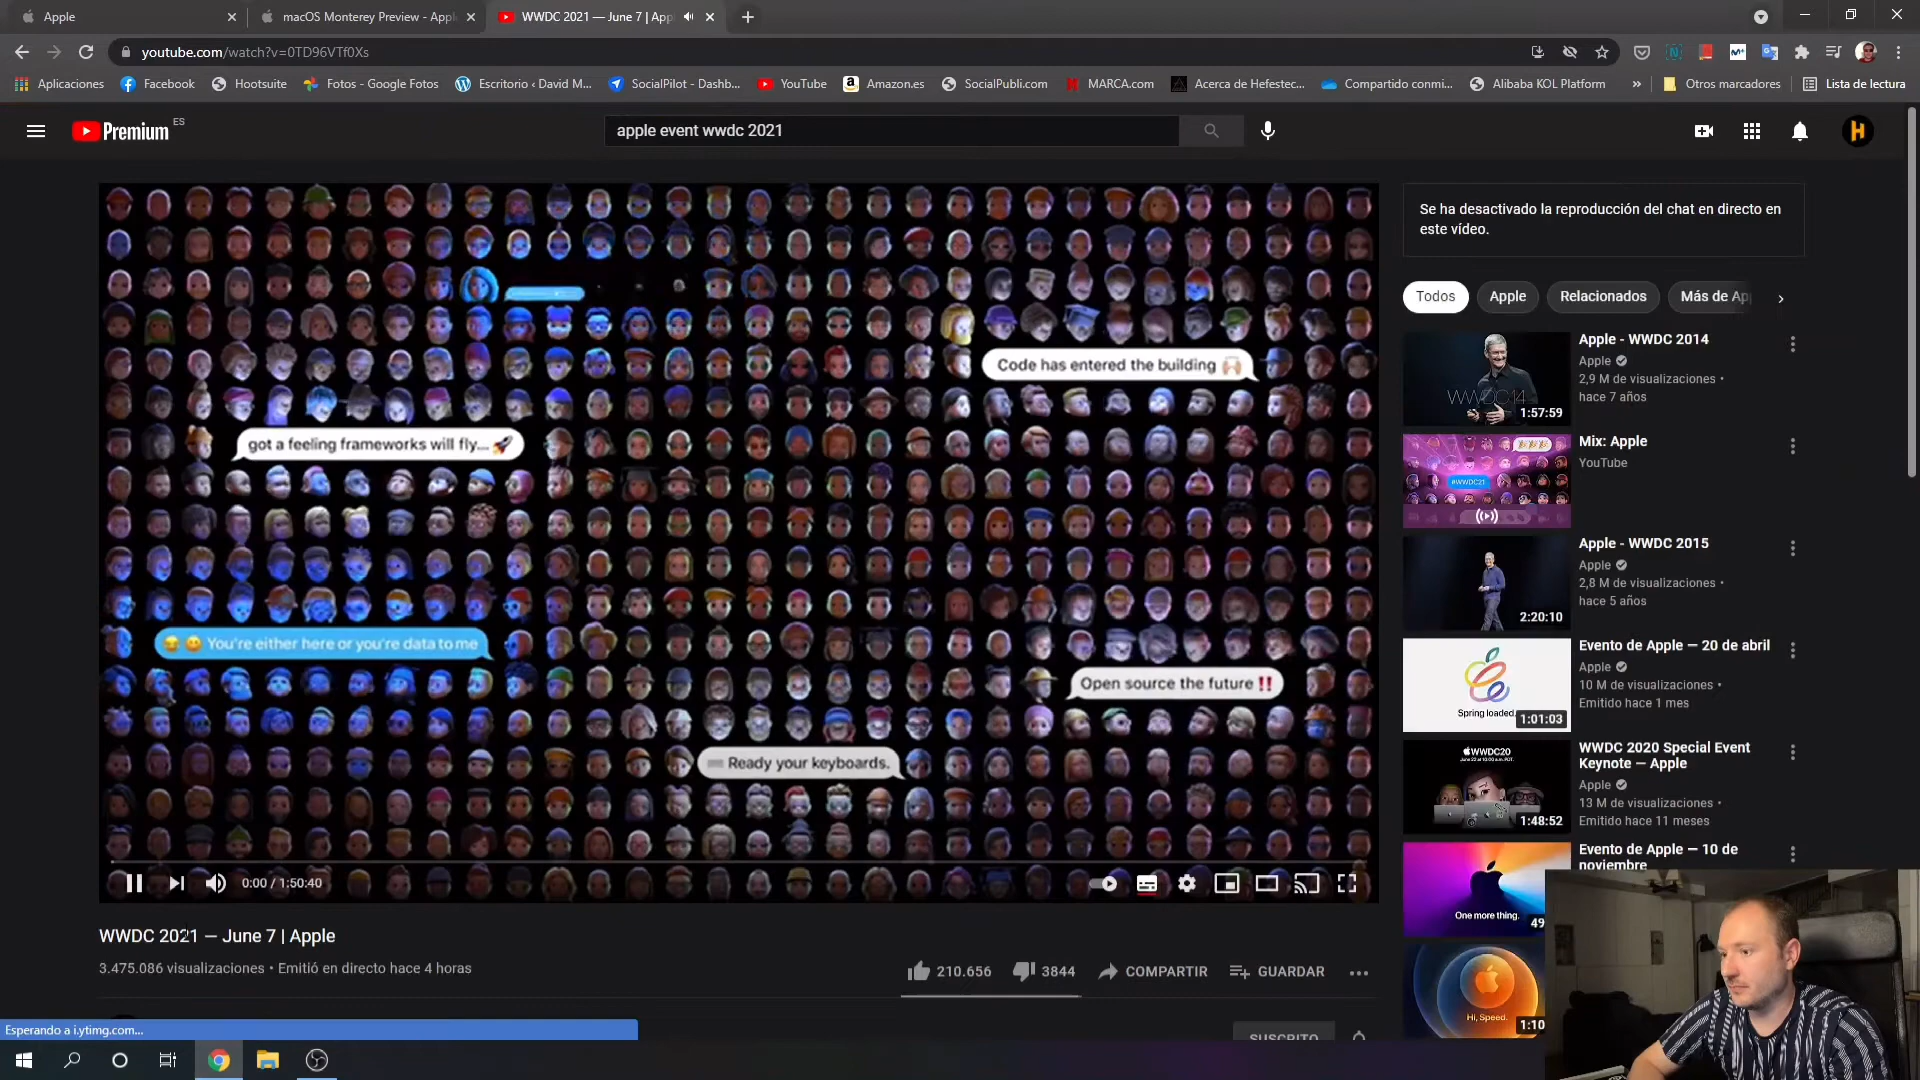 Apple
macOS Monterey Preview - Appl
WWDC 2021 — June 7 | App
youtube.com/watch?v=0TD96VTf0Xs
Aplicaciones
Facebook
Hootsuite
Fotos - Google Fotos
Escritorio ‹ David M...
SocialPilot - Dashb...
YouTube
Amazon.es
SocialPubli.com
MARCA.com
Acerca de Hefestec...
Compartido conmi...
Alibaba KOL Platform
»
Otros marcadores
Lista de lectura
Premium ES
apple event wwdc 2021
H
Code has entered the building
got a feeling frameworks will fly...
You're either here or you're data to me
Open source the future ‼
Ready your keyboards.
0:00 / 1:50:40
WWDC 2021 — June 7 | Apple
3.475.086 visualizaciones • Emitió en directo hace 4 horas
210.656
3844
COMPARTIR
GUARDAR
SUSCRITO
Esperando a i.ytimg.com...
Se ha desactivado la reproducción del chat en directo en
este vídeo.
Todos
Apple
Relacionados
Más de Ap
WWDC14
1:57:59
Apple - WWDC 2014
Apple
2,9 M de visualizaciones •
hace 7 años
#WWDC21
Mix: Apple
YouTube
2:20:10
Apple - WWDC 2015
Apple
2,8 M de visualizaciones •
hace 5 años
Spring loaded.
1:01:03
Evento de Apple — 20 de abril
Apple
10 M de visualizaciones •
Emitido hace 1 mes
WWDC20
1:48:52
WWDC 2020 Special Event
Keynote — Apple
Apple
13 M de visualizaciones •
Emitido hace 11 meses
One more thing.
49
Evento de Apple — 10 de
noviembre
Hi, Speed.
1:10